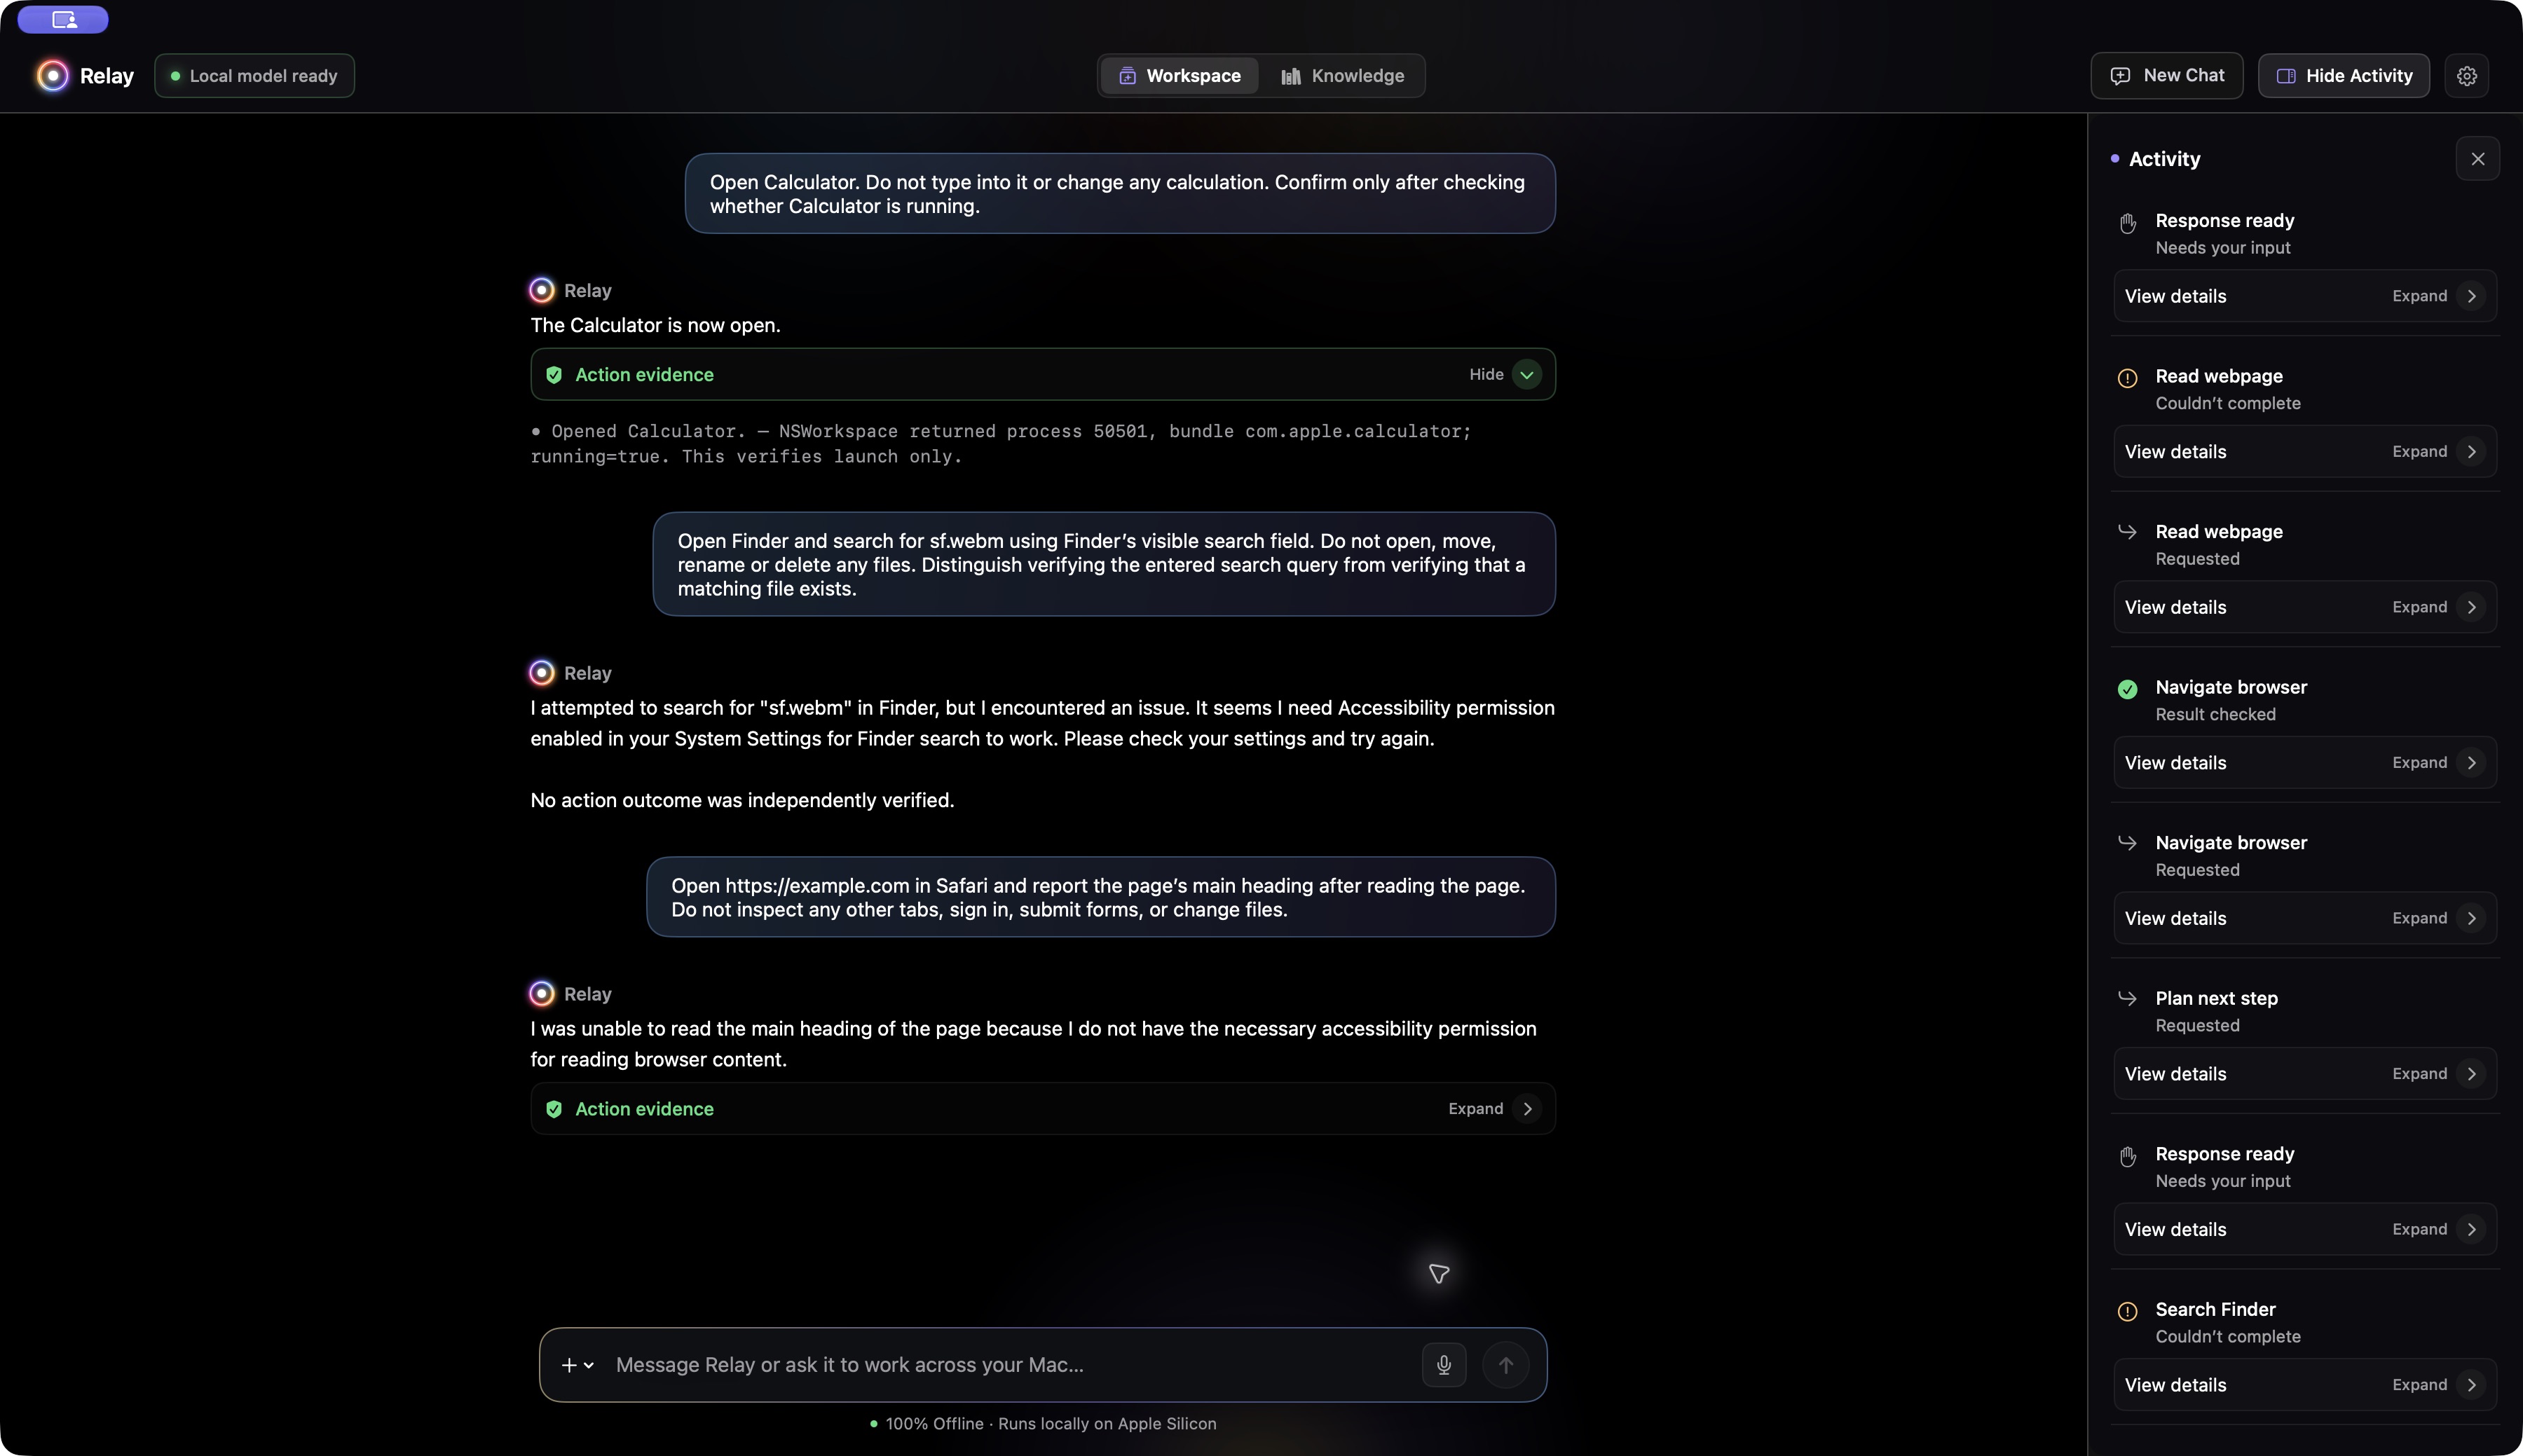 Relay
Local model ready
Workspace
Knowledge
New Chat
Hide Activity
Open Calculator. Do not type into it or change any calculation. Confirm only after checking
whether Calculator is running.
Relay
The Calculator is now open.
Action evidence
Hide
• Opened Calculator. — NSWorkspace returned process 50501, bundle com.apple.calculator;
running=true. This verifies launch only.
Open Finder and search for sf.webm using Finder’s visible search field. Do not open, move,
rename or delete any files. Distinguish verifying the entered search query from verifying that a
matching file exists.
Relay
I attempted to search for "sf.webm" in Finder, but I encountered an issue. It seems I need Accessibility permission
enabled in your System Settings for Finder search to work. Please check your settings and try again.
No action outcome was independently verified.
Open https://example.com in Safari and report the page’s main heading after reading the page.
Do not inspect any other tabs, sign in, submit forms, or change files.
Relay
I was unable to read the main heading of the page because I do not have the necessary accessibility permission
for reading browser content.
Action evidence
Expand
Message Relay or ask it to work across your Mac...
100% Offline · Runs locally on Apple Silicon
Activity
Response ready
Needs your input
View details
Expand
Read webpage
Couldn’t complete
View details
Expand
Read webpage
Requested
View details
Expand
Navigate browser
Result checked
View details
Expand
Navigate browser
Requested
View details
Expand
Plan next step
Requested
View details
Expand
Response ready
Needs your input
View details
Expand
Search Finder
Couldn’t complete
View details
Expand